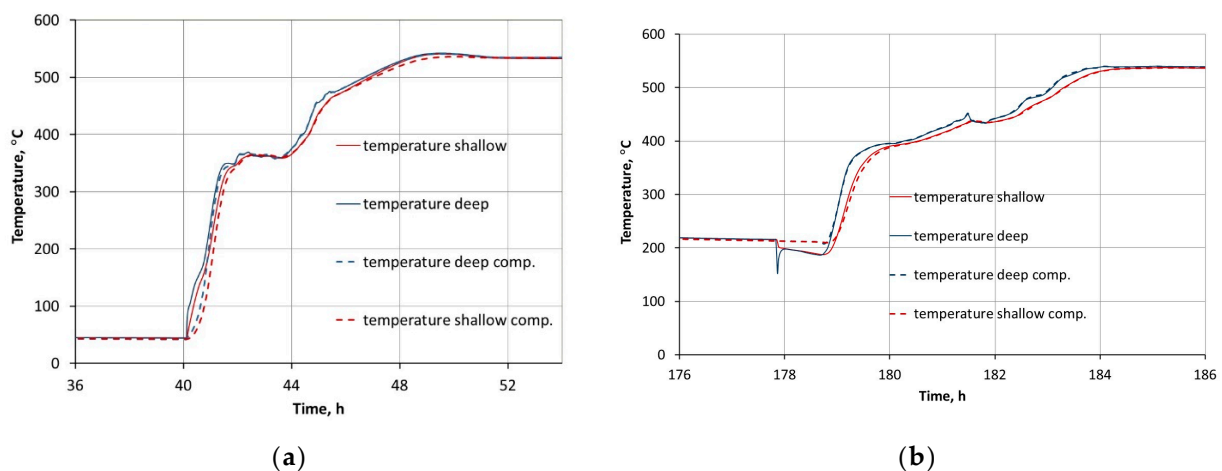 600
500
400
300
200
100
0
Temperature, °C
36
40
44
48
52
Time, h
temperature shallow
temperature deep
temperature deep comp.
temperature shallow comp.
(a)
600
500
400
300
200
100
0
Temperature, °C
176
178
180
182
184
186
Time, h
temperature shallow
temperature deep
temperature deep comp.
temperature shallow comp.
(b)